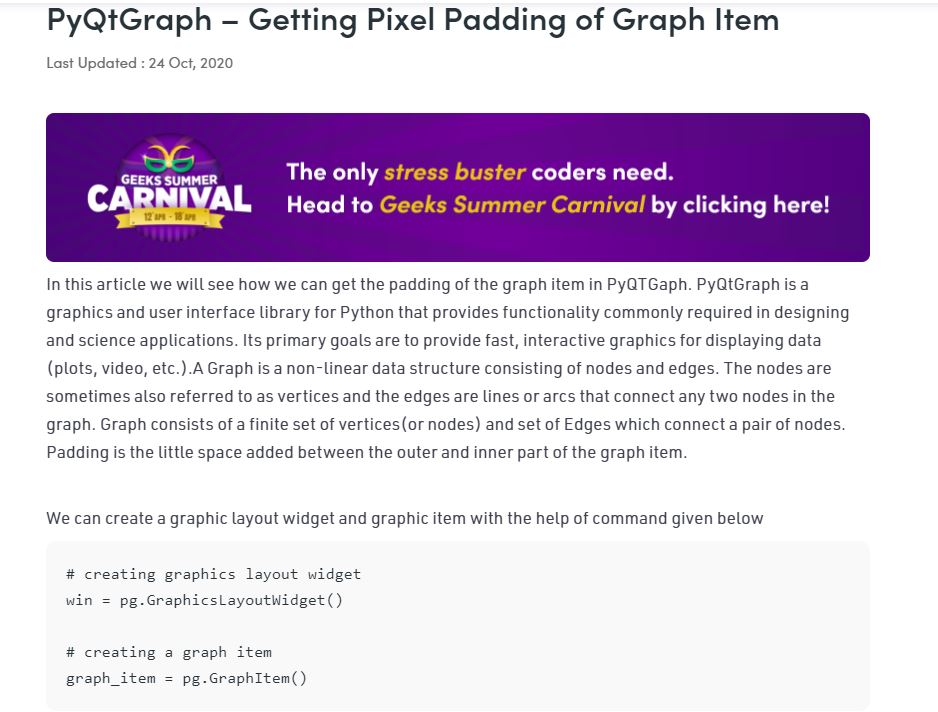 PyQtGraph – Getting Pixel Padding of Graph Item
Last Updated : 24 Oct, 2020
GEEKS SUMMER
CARNIVAL
12 APR - 18 APR
The only stress buster coders need.
Head to Geeks Summer Carnival by clicking here!
In this article we will see how we can get the padding of the graph item in PyQTGaph. PyQtGraph is a
graphics and user interface library for Python that provides functionality commonly required in designing
and science applications. Its primary goals are to provide fast, interactive graphics for displaying data
(plots, video, etc.).A Graph is a non-linear data structure consisting of nodes and edges. The nodes are
sometimes also referred to as vertices and the edges are lines or arcs that connect any two nodes in the
graph. Graph consists of a finite set of vertices(or nodes) and set of Edges which connect a pair of nodes.
Padding is the little space added between the outer and inner part of the graph item.
We can create a graphic layout widget and graphic item with the help of command given below
# creating graphics layout widget
win = pg.GraphicsLayoutWidget()
# creating a graph item
graph_item = pg.GraphItem()